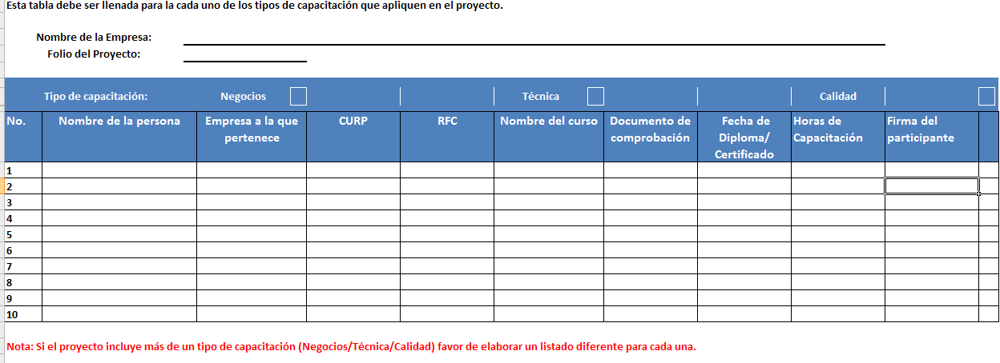 Esta tabla debe ser llenada para la cada uno de los tipos de capacitación que apliquen en el proyecto.
Nombre de la Empresa:
Folio del Proyecto:
Tipo de capacitación: Negocios Técnica Calidad
No. Nombre de la persona Empresa a la que pertenece CURP RFC Nombre del curso Documento de comprobación Fecha de Diploma/ Certificado Horas de Capacitación Firma del participante
1
2
3
4
5
6
7
8
9
10
Nota: Si el proyecto incluye más de un tipo de capacitación (Negocios/Técnica/Calidad) favor de elaborar un listado diferente para cada una.